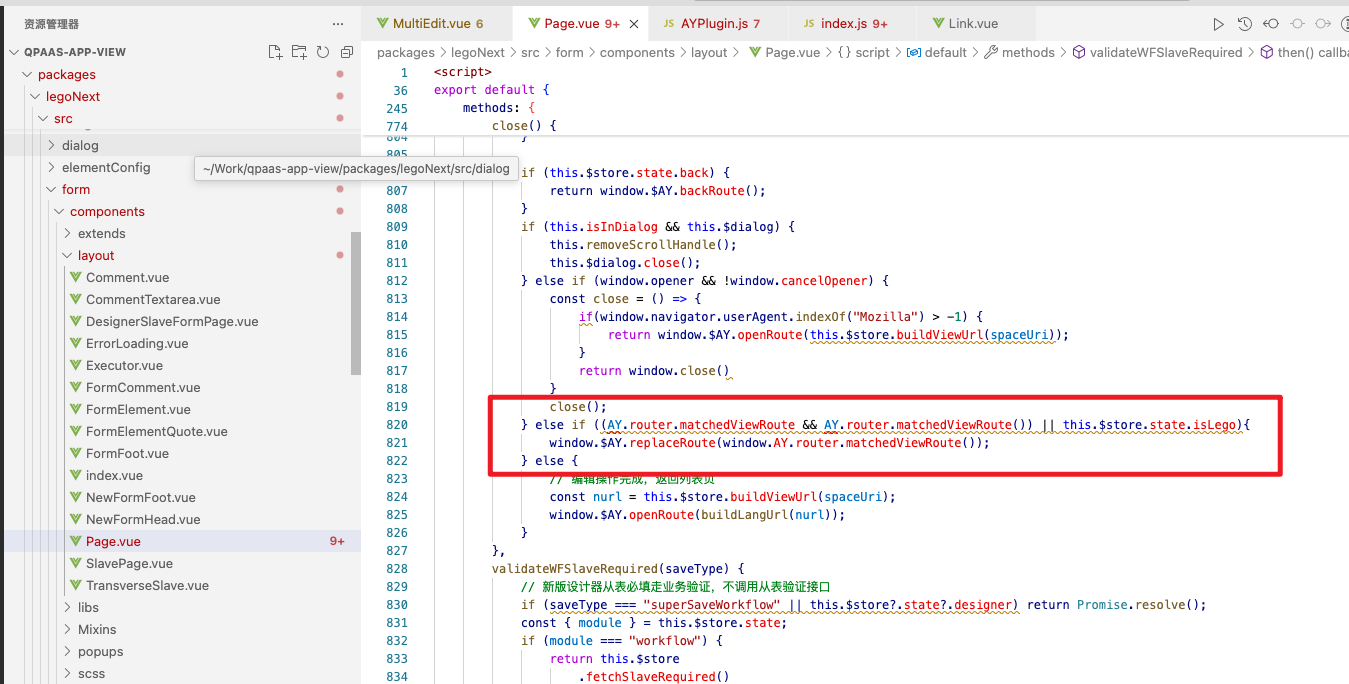 资源管理器 ...
MultiEdit.vue 6 Page.vue 9+ × JS AYPlugin.js 7 JS index.js 9+ Link.vue
QPAAS-APP-VIEW
packages > legoNext > src > form > components > layout > Page.vue > {} script > default > methods > validateWFSlaveRequired > then() callba
packages
legoNext
src
dialog
elementConfig
~/Work/qpaas-app-view/packages/legoNext/src/dialog
form
components
extends
layout
Comment.vue
CommentTextarea.vue
DesignerSlaveFormPage.vue
ErrorLoading.vue
Executor.vue
FormComment.vue
FormElement.vue
FormElementQuote.vue
FormFoot.vue
index.vue
NewFormFoot.vue
NewFormHead.vue
Page.vue 9+
SlavePage.vue
TransverseSlave.vue
libs
Mixins
popups
scss
1 <script>
36 export default {
245 methods: {
774 close() {
804 }
805
if (this.$store.state.back) {
807 return window.$AY.backRoute();
808 }
809 if (this.isInDialog && this.$dialog) {
810 this.removeScrollHandle();
811 this.$dialog.close();
812 } else if (window.opener && !window.cancelOpener) {
813 const close = () => {
814 if(window.navigator.userAgent.indexOf("Mozilla") > -1) {
815 return window.$AY.openRoute(this.$store.buildViewUrl(spaceUri));
816 }
817 return window.close()
818 }
819 close();
820 } else if ((AY.router.matchedViewRoute && AY.router.matchedViewRoute()) || this.$store.state.isLego){
821 window.$AY.replaceRoute(window.AY.router.matchedViewRoute());
822 } else {
823 // 编辑操作完成，返回列表页
824 const nurl = this.$store.buildViewUrl(spaceUri);
825 window.$AY.openRoute(buildLangUrl(nurl));
826 }
827 },
828 validateWFSlaveRequired(saveType) {
829 // 新版设计器从表必填走业务验证，不调用从表验证接口
830 if (saveType === "superSaveWorkflow" || this.$store?.state?.designer) return Promise.resolve();
831 const { module } = this.$store.state;
832 if (module === "workflow") {
833 return this.$store
834 .fetchSlaveRequired()